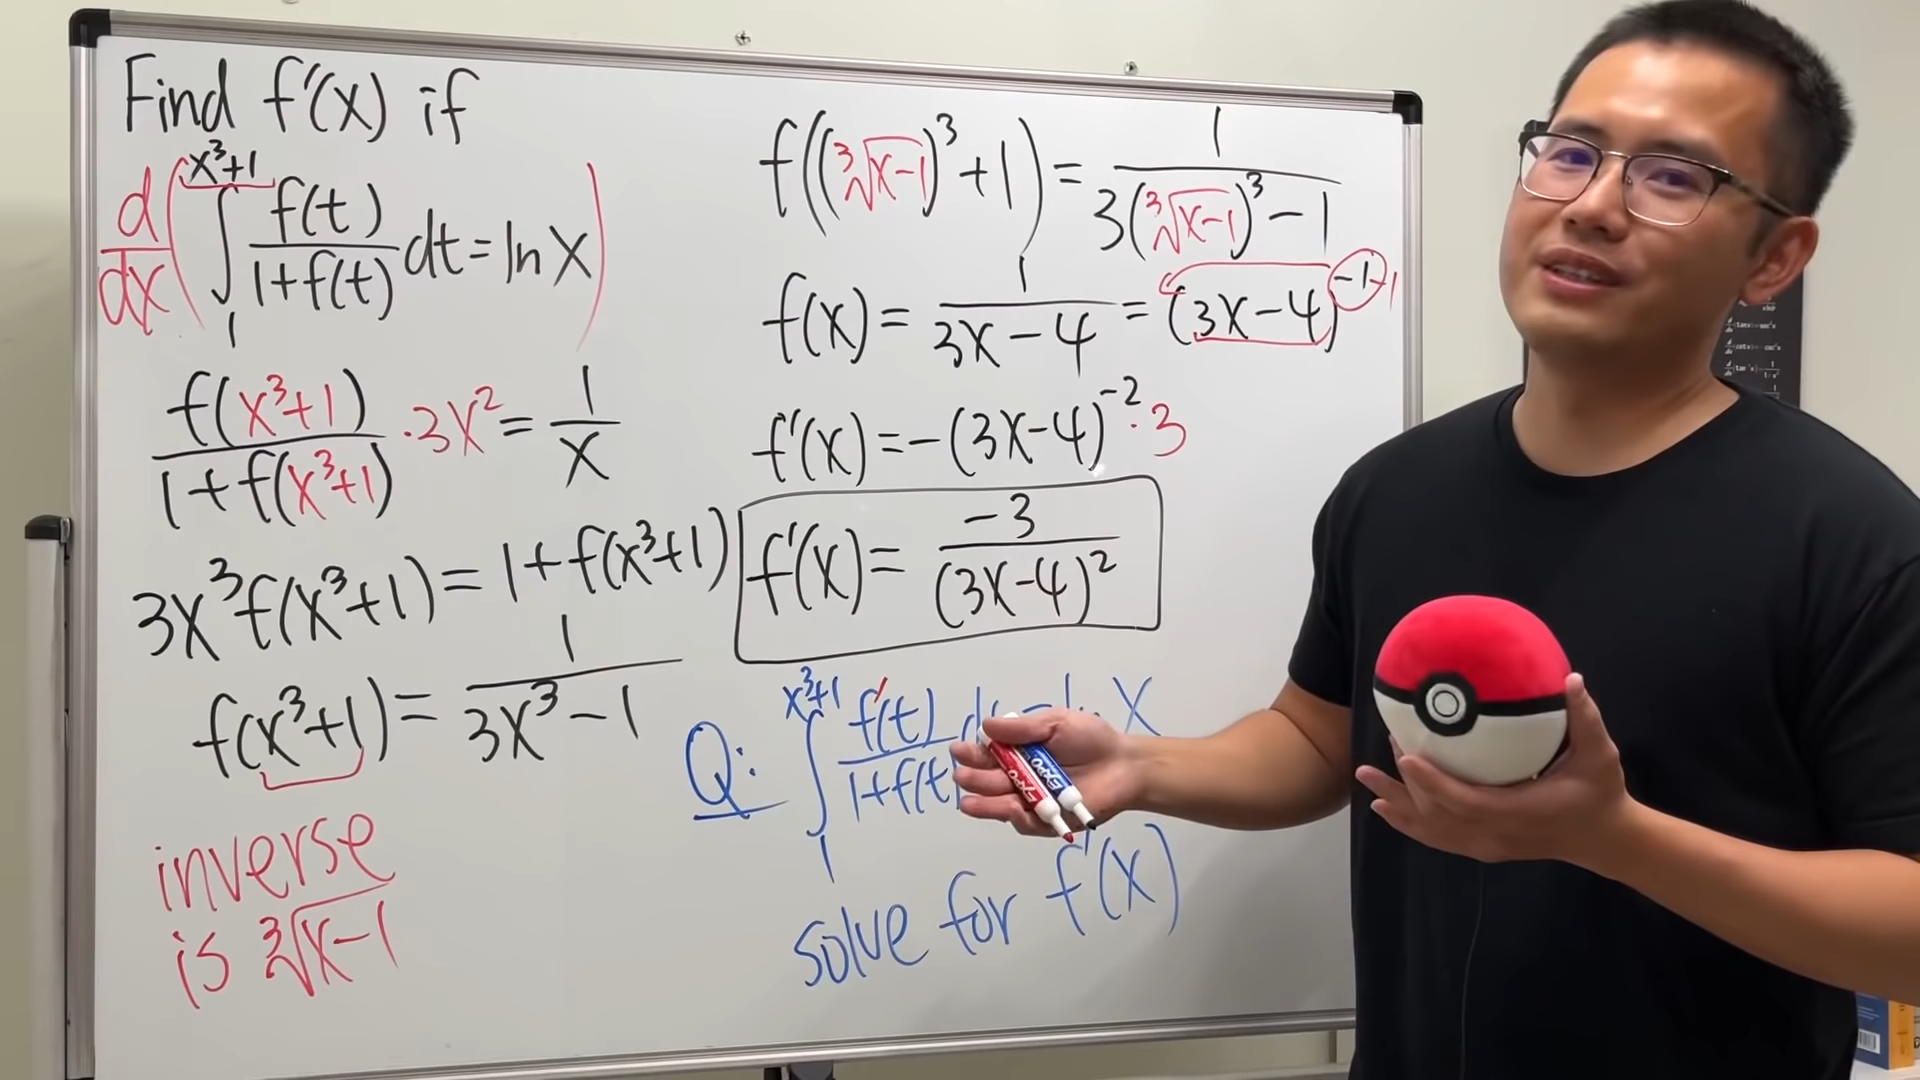 Find f'(x) if
d/dx ( ∫_1^{x³+1} f(t)/(1+f(t)) dt = ln x )
f(x³+1)/(1+f(x³+1)) · 3x² = 1/x
3x³f(x³+1) = 1+f(x³+1)
f(x³+1) = 1/(3x³-1)
inverse
is ∛(x-1)
f((∛(x-1))³+1) = 1/(3(∛(x-1))³-1)
f(x) = 1/(3x-4) = (3x-4)^{-1} -1
f'(x) = -(3x-4)^{-2}·3
f'(x) = -3/(3x-4)²
Q: ∫_1^{x³+1} f'(t)/(1+f(t) x
solve for f'(x)
EXPO
EXPO